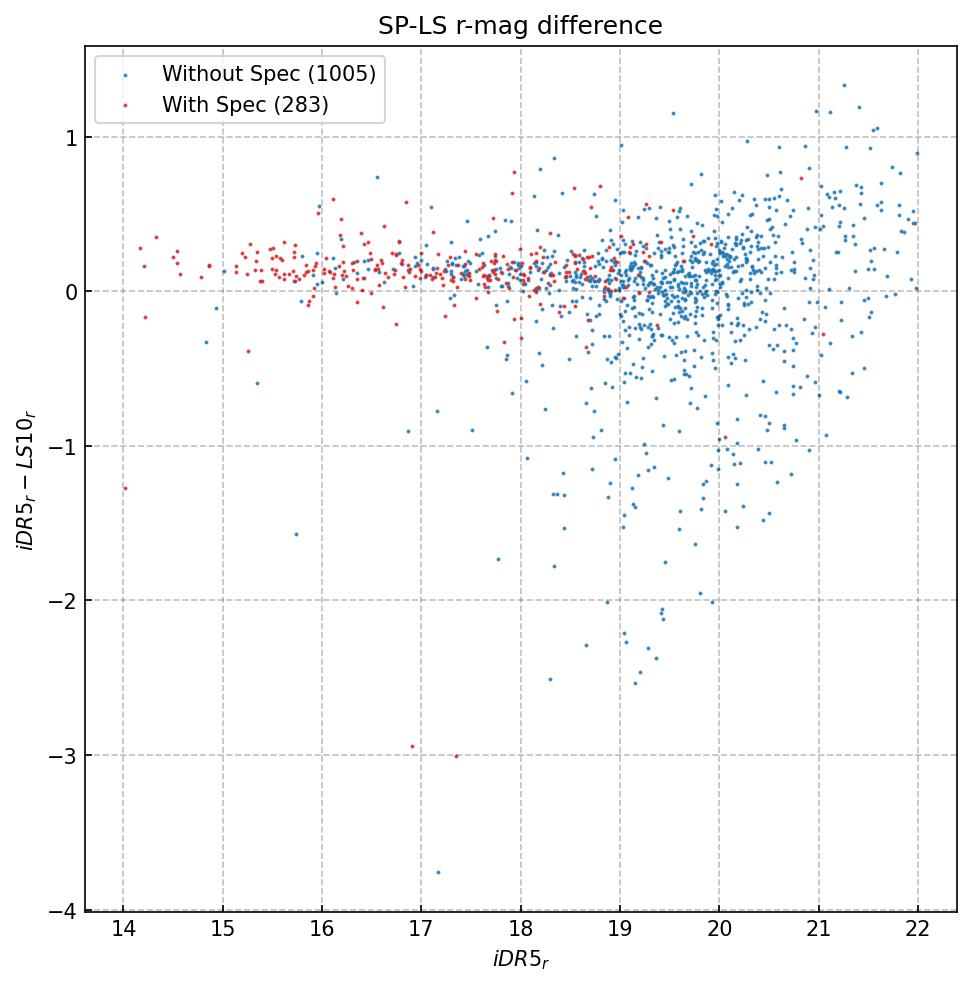 SP-LS r-mag difference
Without Spec (1005)
With Spec (283)
1
0
−1
−2
−3
−4
iDR5r − LS10r
14 15 16 17 18 19 20 21 22
iDR5r